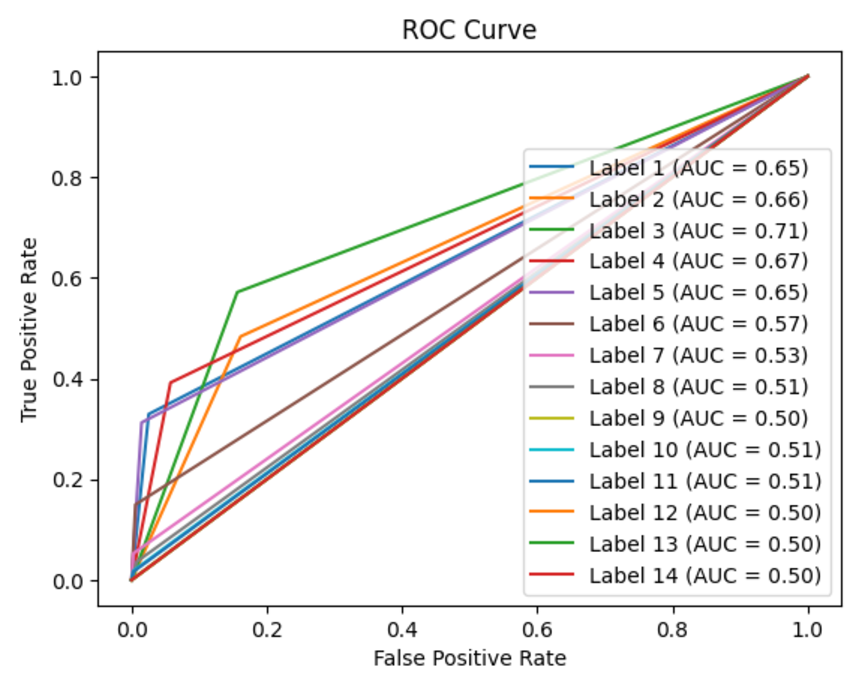 ROC Curve
True Positive Rate
1.0
0.8
0.6
0.4
0.2
0.0
Label 1 (AUC = 0.65)
Label 2 (AUC = 0.66)
Label 3 (AUC = 0.71)
Label 4 (AUC = 0.67)
Label 5 (AUC = 0.65)
Label 6 (AUC = 0.57)
Label 7 (AUC = 0.53)
Label 8 (AUC = 0.51)
Label 9 (AUC = 0.50)
Label 10 (AUC = 0.51)
Label 11 (AUC = 0.51)
Label 12 (AUC = 0.50)
Label 13 (AUC = 0.50)
Label 14 (AUC = 0.50)
0.0 0.2 0.4 0.6 0.8 1.0
False Positive Rate